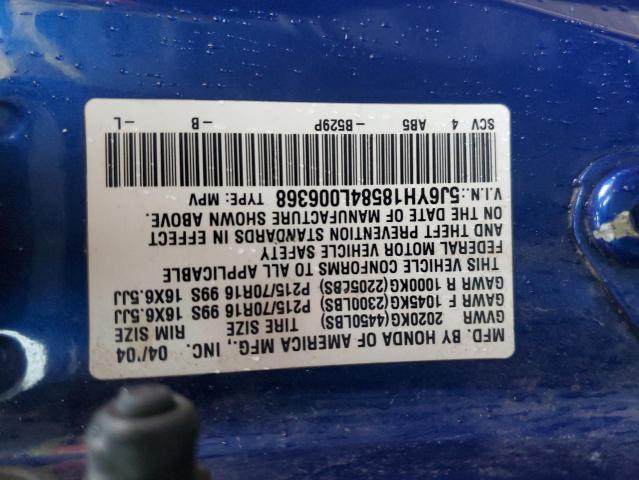 MFD. BY HONDA OF AMERICA MFG., INC. 04/04
GVWR 2020KG(4450LBS) TIRE SIZE RIM SIZE
GAWR F 1045KG(2300LBS) P215/70R16 99S 16X6.5JJ
GAWR R 1000KG(2205LBS) P215/70R16 99S 16X6.5JJ
THIS VEHICLE CONFORMS TO ALL APPLICABLE
FEDERAL MOTOR VEHICLE SAFETY
AND THEFT PREVENTION STANDARDS IN EFFECT
ON THE DATE OF MANUFACTURE SHOWN ABOVE.
V.I.N.: 5J6YH18584L006368 TYPE: MPV
SCV 4 AB5 -B529P -B -L